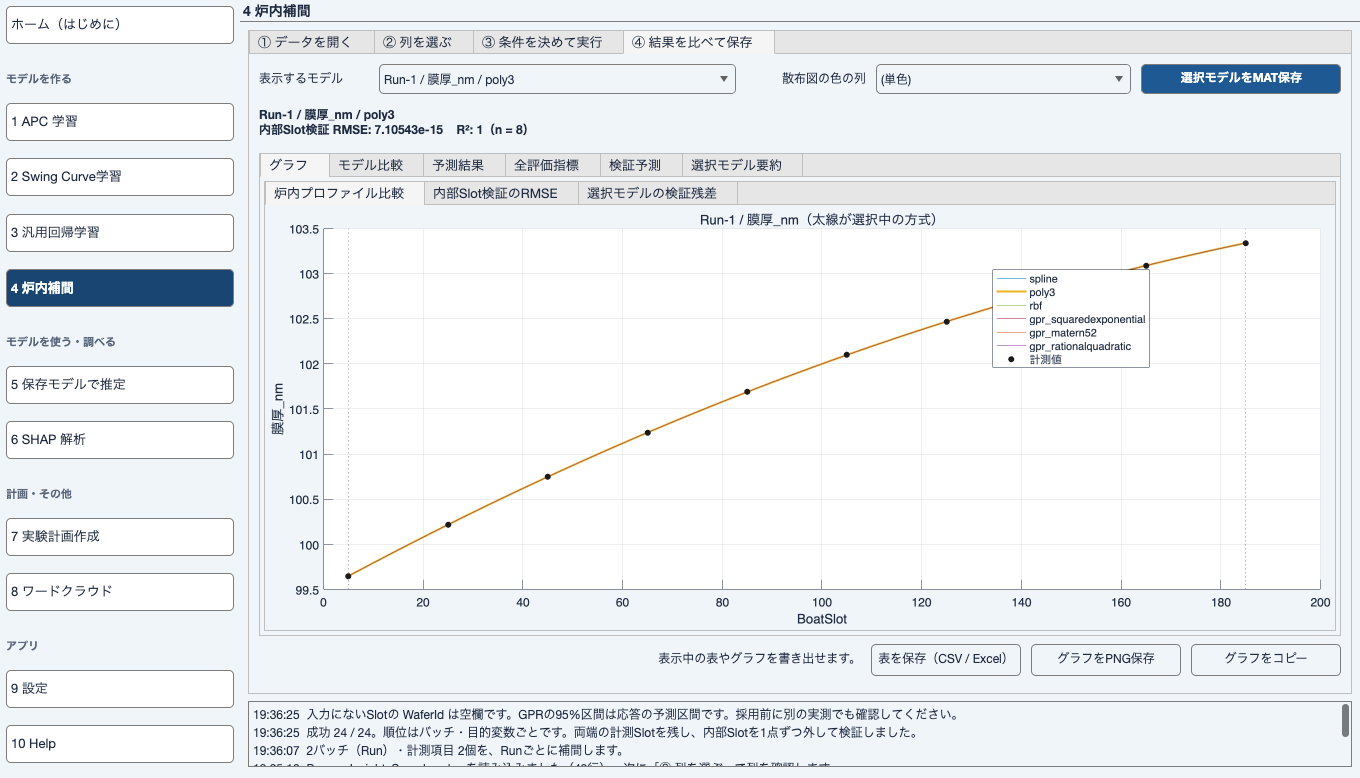 ホーム（はじめに）
モデルを作る
1 APC 学習
2 Swing Curve学習
3 汎用回帰学習
4 炉内補間
モデルを使う・調べる
5 保存モデルで推定
6 SHAP 解析
計画・その他
7 実験計画作成
8 ワードクラウド
アプリ
9 設定
10 Help
4 炉内補間
① データを開く
② 列を選ぶ
③ 条件を決めて実行
④ 結果を比べて保存
表示するモデル
Run-1 / 膜厚_nm / poly3
散布図の色の列
(単色)
選択モデルをMAT保存
Run-1 / 膜厚_nm / poly3
内部Slot検証 RMSE: 7.10543e-15 R²: 1（n = 8）
グラフ
モデル比較
予測結果
全評価指標
検証予測
選択モデル要約
炉内プロファイル比較
内部Slot検証のRMSE
選択モデルの検証残差
Run-1 / 膜厚_nm（太線が選択中の方式）
103.5
103
102.5
102
101.5
101
100.5
100
99.5
膜厚_nm
0
20
40
60
80
100
120
140
160
180
200
BoatSlot
spline
poly3
rbf
gpr_squaredexponential
gpr_matern52
gpr_rationalquadratic
計測値
表示中の表やグラフを書き出せます。
表を保存（CSV / Excel）
グラフをPNG保存
グラフをコピー
19:36:25 入力にないSlotの WaferId は空欄です。GPRの95%区間は応答の予測区間です。採用前に別の実測でも確認してください。
19:36:25 成功 24 / 24。順位はバッチ・目的変数ごとです。両端の計測Slotを残し、内部Slotを1点ずつ外して検証しました。
19:36:07 2バッチ（Run）・計測項目 2個を、Runごとに補間します。